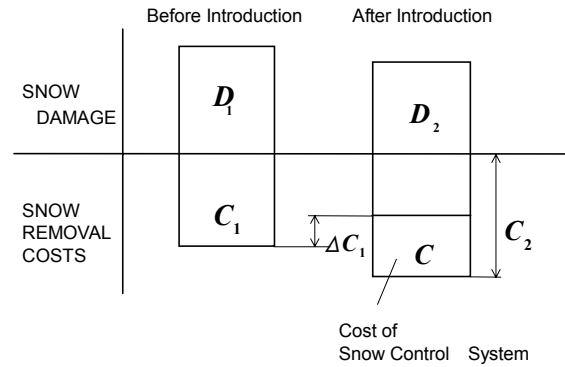 Before Introduction
After Introduction
SNOW
DAMAGE
D1
D2
SNOW
REMOVAL
COSTS
C1
ΔC1
C
C2
Cost of
Snow Control System